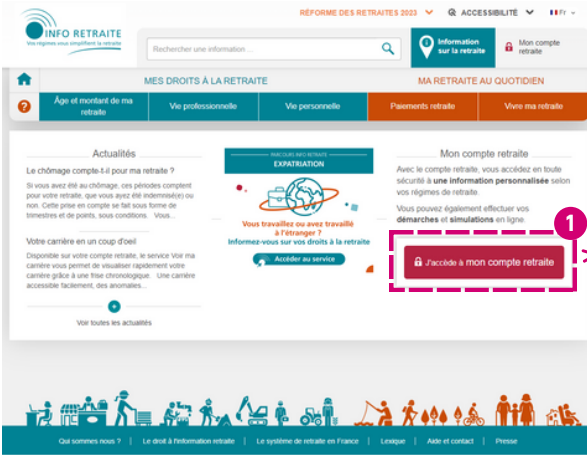 RÉFORME DES RETRAITES 2023
ACCESSIBILITÉ
Fr
INFO RETRAITE
Vos régimes vous simplifient la retraite
Rechercher une information ...
Information
sur la retraite
Mon compte
retraite
MES DROITS À LA RETRAITE
MA RETRAITE AU QUOTIDIEN
?
Âge et montant de ma
retraite
Vie professionnelle
Vie personnelle
Paiements retraite
Vivre ma retraite
Actualités
Le chômage compte-t-il pour ma
retraite ?
Si vous avez été au chômage, ces périodes comptent
pour votre retraite, que vous ayez été indemnisé(e) ou
non. Cette prise en compte se fait sous forme de
trimestres et de points, sous conditions. Vous...
Votre carrière en un coup d'oeil
Disponible sur votre compte retraite, le service Voir ma
carrière vous permet de visualiser rapidement votre
carrière grâce à une frise chronologique. Une carrière
accessible facilement, des anomalies...
Voir toutes les actualités
PARCOURS INFO RETRAITE
EXPATRIATION
Vous travaillez ou avez travaillé
à l'étranger ?
Informez-vous sur vos droits à la retraite
Accéder au service
Mon compte retraite
Avec le compte retraite, vous accédez en toute
sécurité à une information personnalisée selon
vos régimes de retraite.
Vous pouvez également effectuer vos
démarches et simulations en ligne.
1
J'accède à mon compte retraite
Qui sommes nous ? | Le droit à l'information retraite | Le système de retraite en France | Lexique | Aide et contact | Presse